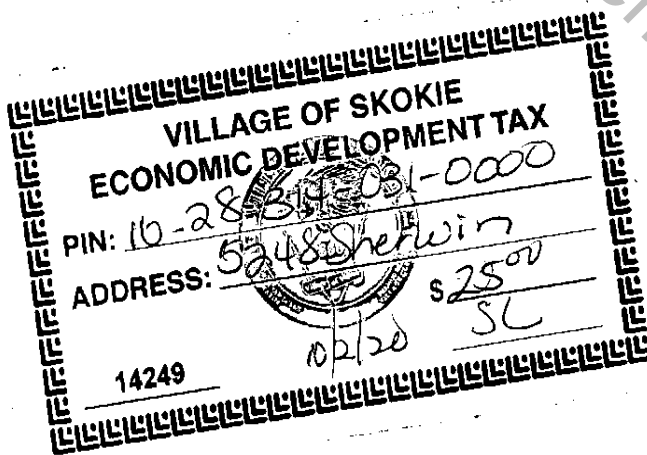 VILLAGE OF SKOKIE
ECONOMIC DEVELOPMENT TAX
PIN: 10-28-314-031-0000
ADDRESS: 5248 Sherwin
$ 25.00
10/2/20 SL
14249